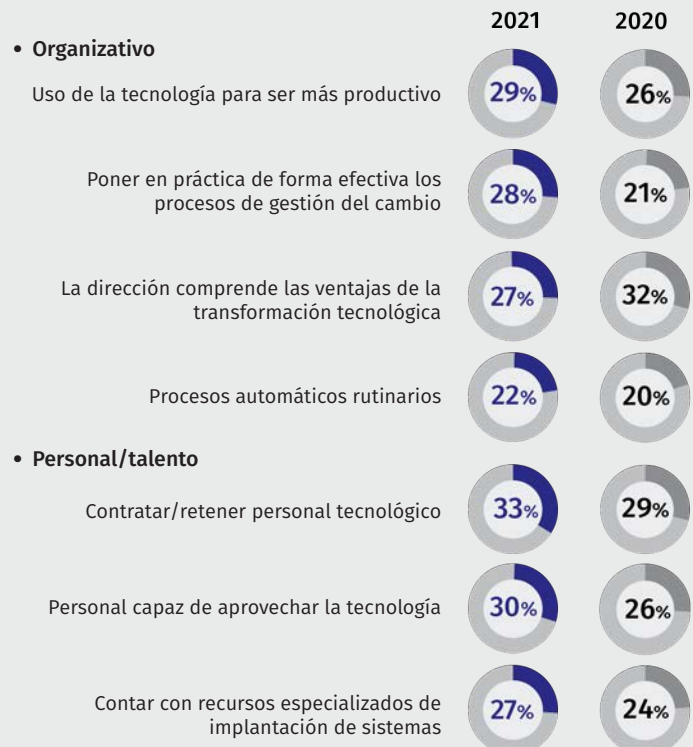 2021 2020
• Organizativo
Uso de la tecnología para ser más productivo 29% 26%
Poner en práctica de forma efectiva los
procesos de gestión del cambio 28% 21%
La dirección comprende las ventajas de la
transformación tecnológica 27% 32%
Procesos automáticos rutinarios 22% 20%
• Personal/talento
Contratar/retener personal tecnológico 33% 29%
Personal capaz de aprovechar la tecnología 30% 26%
Contar con recursos especializados de
implantación de sistemas 27% 24%